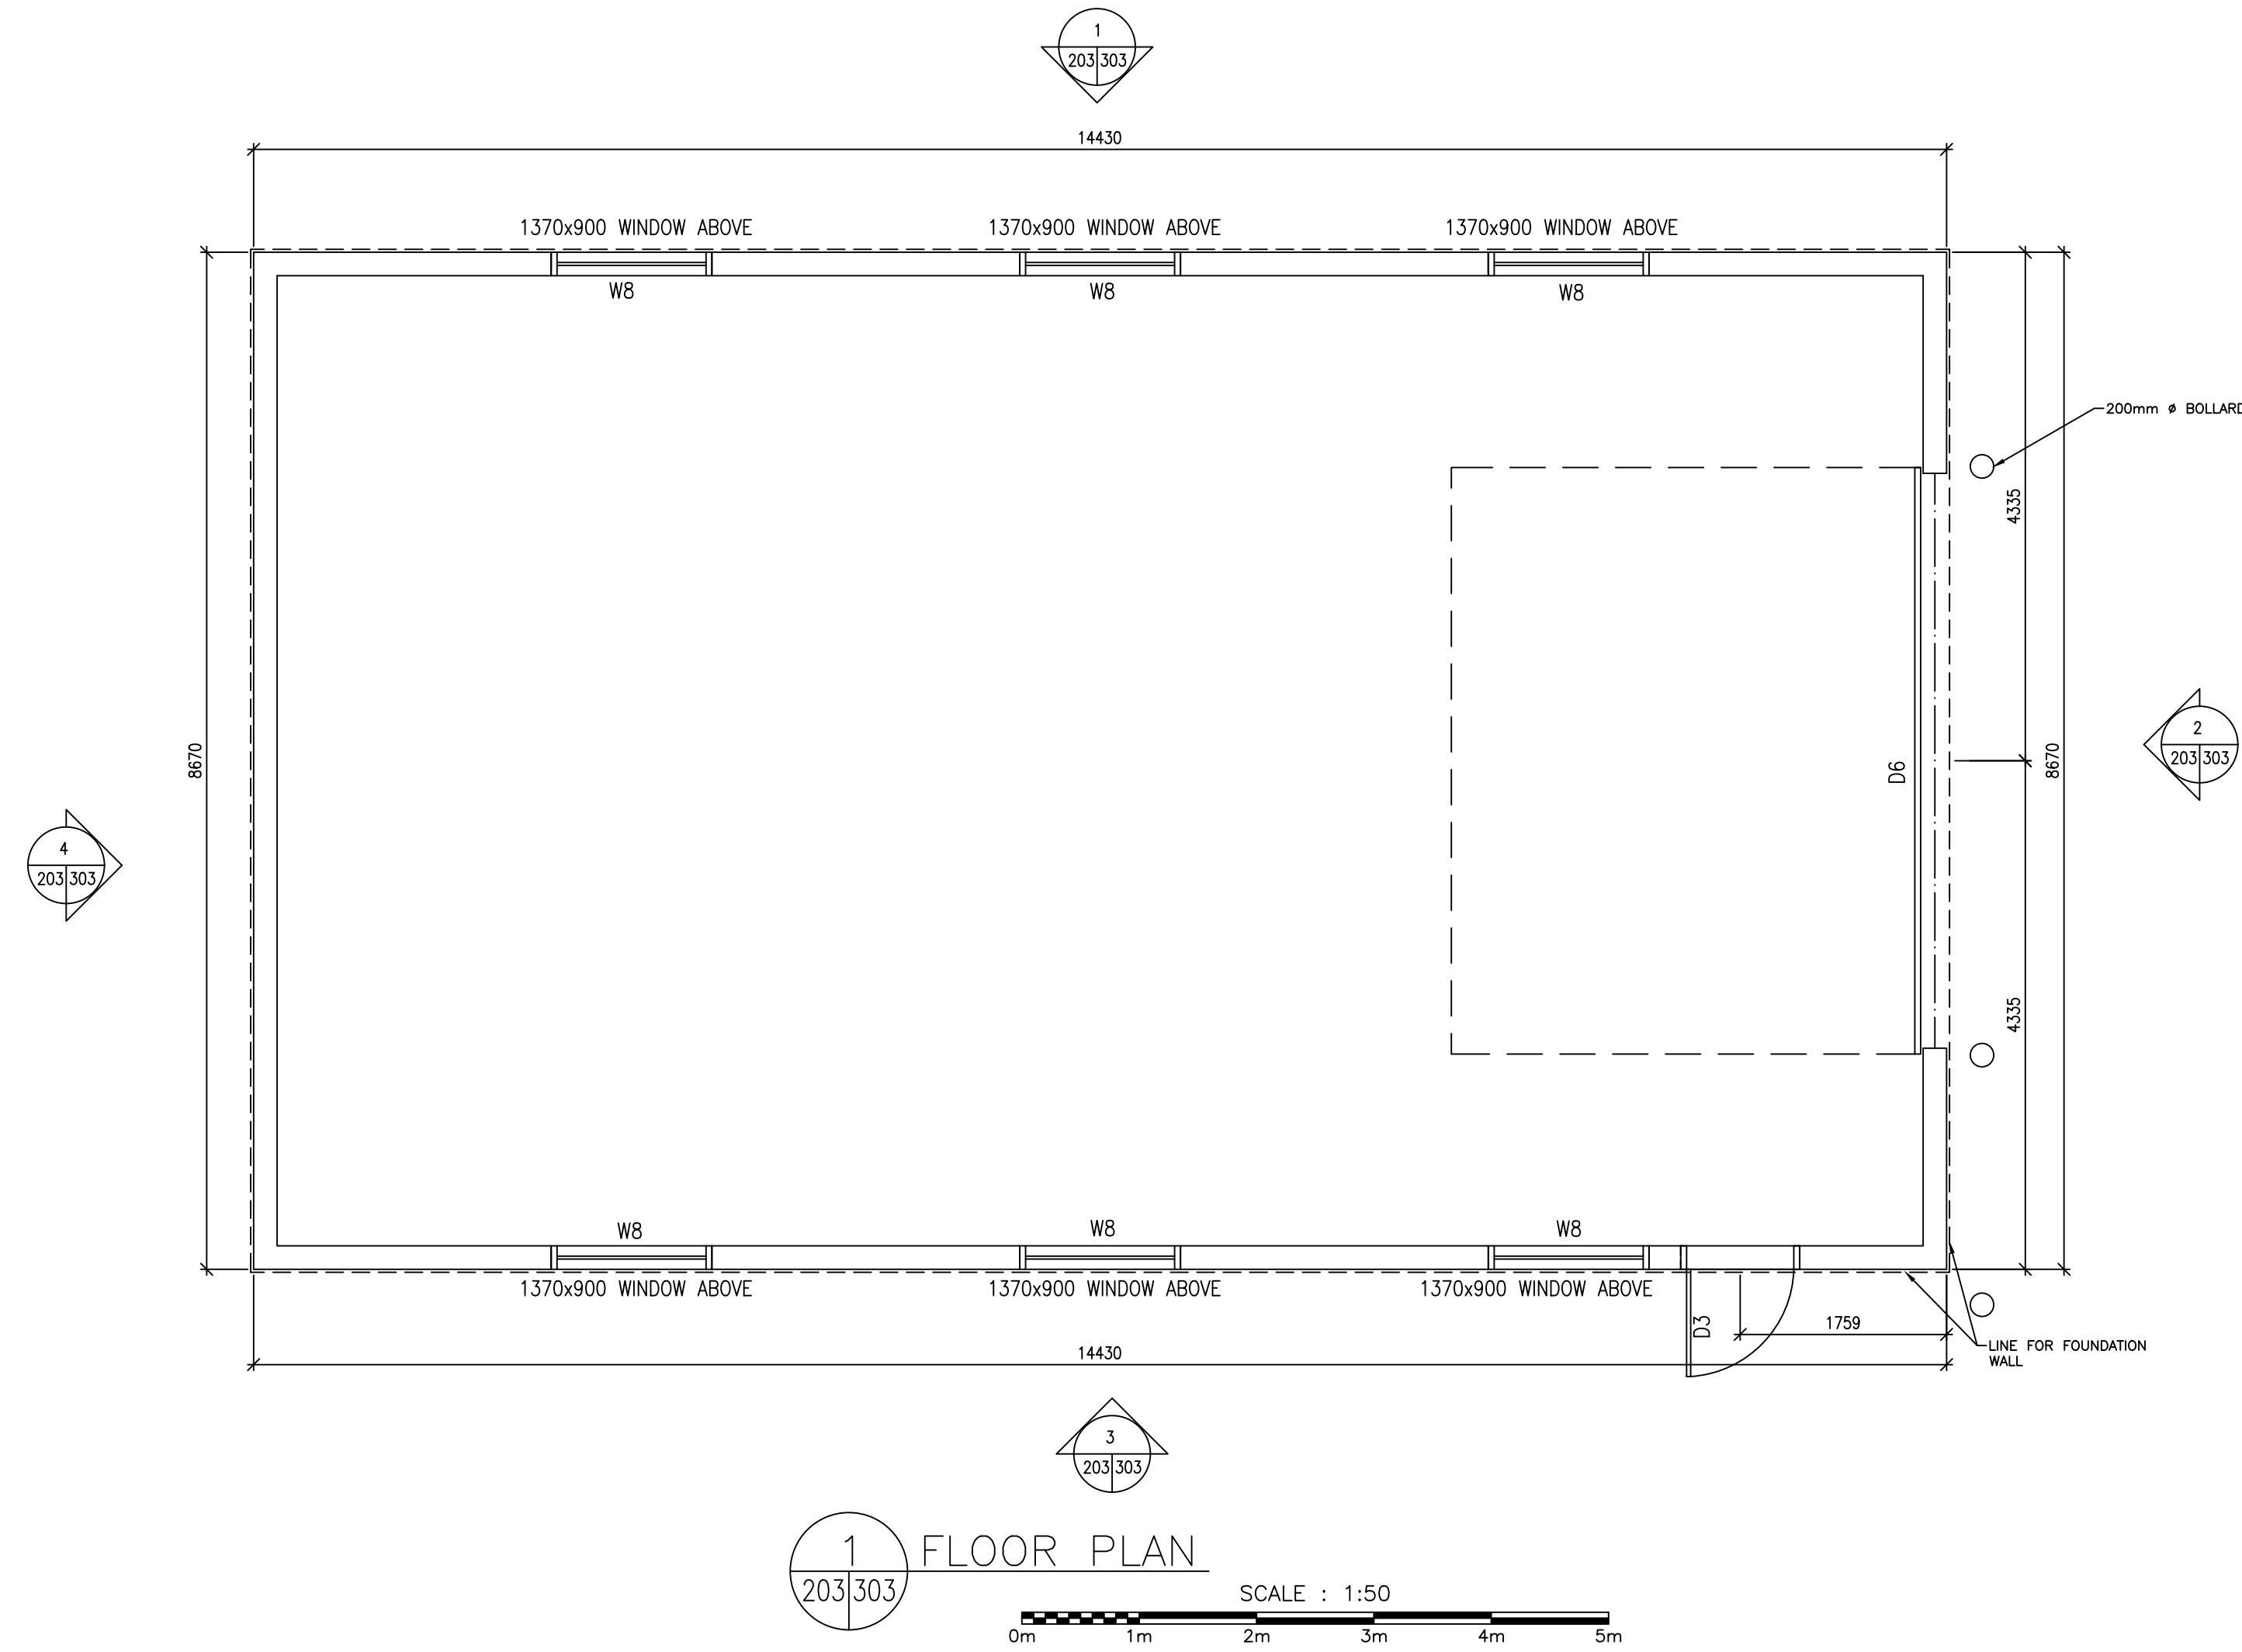 1
203 303
14430
1370x900 WINDOW ABOVE
1370x900 WINDOW ABOVE
1370x900 WINDOW ABOVE
W8
W8
W8
200mm ø BOLLARD
4335
2
203 303
8670
8670
D6
4
203 303
4335
W8
W8
W8
1370x900 WINDOW ABOVE
1370x900 WINDOW ABOVE
1370x900 WINDOW ABOVE
D3
1759
14430
LINE FOR FOUNDATION
WALL
3
203 303
1
203 303
FLOOR PLAN
SCALE : 1:50
0m 1m 2m 3m 4m 5m